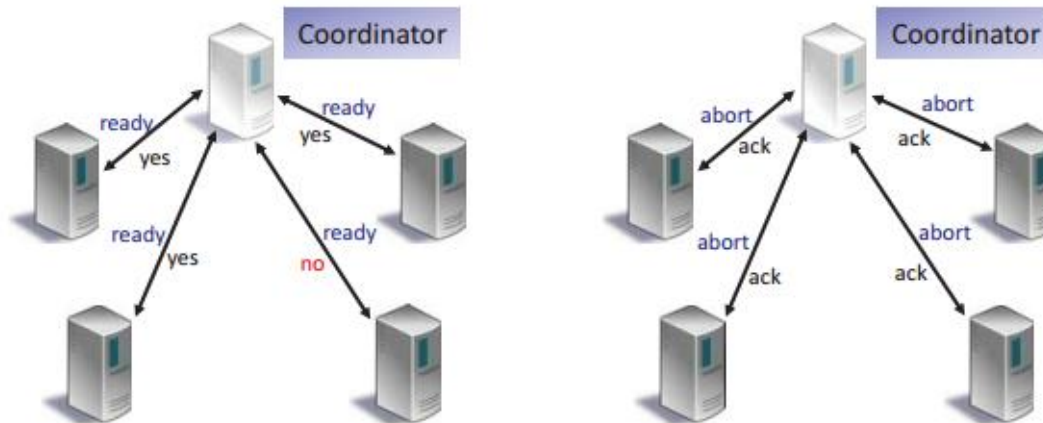 Coordinator
ready
ready
yes
yes
ready
ready
yes
no
Coordinator
abort
abort
ack
ack
abort
abort
ack
ack